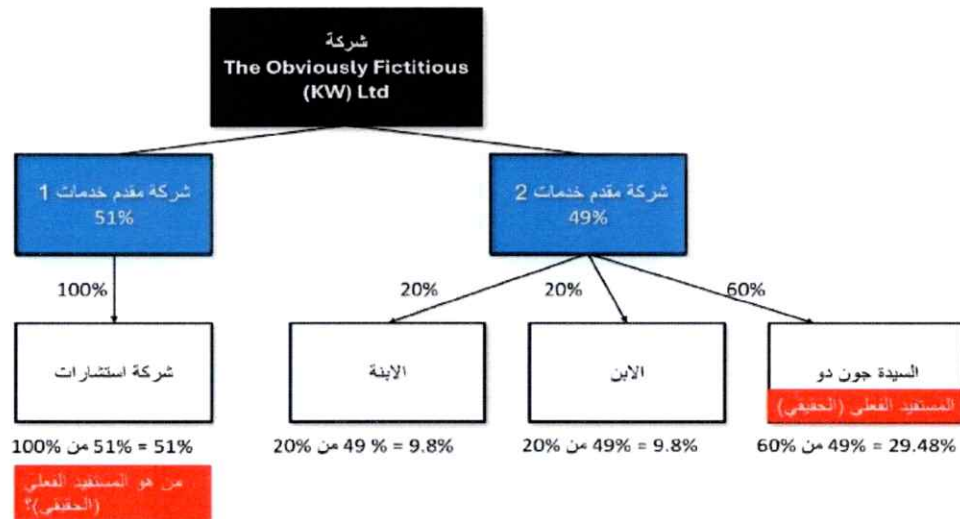 شركة
The Obviously Fictitious
(KW) Ltd
شركة مقدم خدمات 1
51%
شركة مقدم خدمات 2
49%
100%
20%
20%
60%
شركة استشارات
الابنة
الابن
السيدة جون دو
المستفيد الفعلي (الحقيقي)
100% من 51% = 51%
20% من 49 % = 9.8%
20% من 49% = 9.8%
60% من 49% = 29.48%
من هو المستفيد الفعلي
(الحقيقي)؟